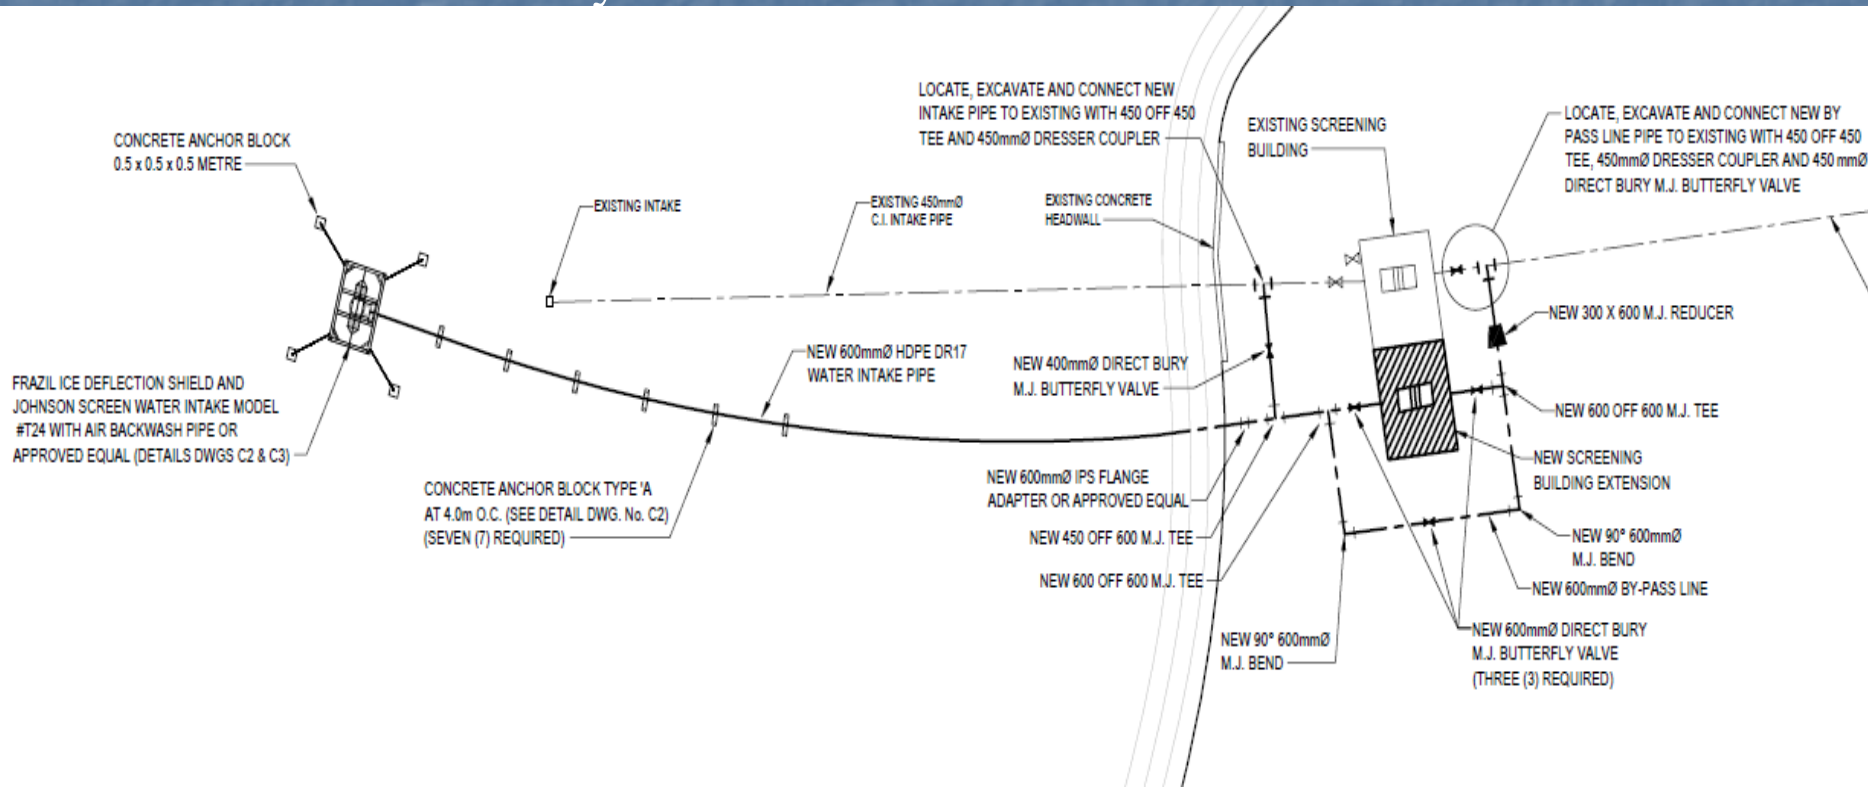 CONCRETE ANCHOR BLOCK
0.5 x 0.5 x 0.5 METRE
FRAZIL ICE DEFLECTION SHIELD AND
JOHNSON SCREEN WATER INTAKE MODEL
#T24 WITH AIR BACKWASH PIPE OR
APPROVED EQUAL (DETAILS DWGS C2 & C3)
EXISTING INTAKE
EXISTING 450mmØ
C.I. INTAKE PIPE
NEW 600mmØ HDPE DR17
WATER INTAKE PIPE
CONCRETE ANCHOR BLOCK TYPE 'A
AT 4.0m O.C. (SEE DETAIL DWG. No. C2)
(SEVEN (7) REQUIRED)
LOCATE, EXCAVATE AND CONNECT NEW
INTAKE PIPE TO EXISTING WITH 450 OFF 450
TEE AND 450mmØ DRESSER COUPLER
EXISTING CONCRETE
HEADWALL
NEW 400mmØ DIRECT BURY
M.J. BUTTERFLY VALVE
NEW 600mmØ IPS FLANGE
ADAPTER OR APPROVED EQUAL
NEW 450 OFF 600 M.J. TEE
NEW 600 OFF 600 M.J. TEE
NEW 90° 600mmØ
M.J. BEND
EXISTING SCREENING
BUILDING
LOCATE, EXCAVATE AND CONNECT NEW BY
PASS LINE PIPE TO EXISTING WITH 450 OFF 450
TEE, 450mmØ DRESSER COUPLER AND 450 mmØ
DIRECT BURY M.J. BUTTERFLY VALVE
NEW 300 X 600 M.J. REDUCER
NEW 600 OFF 600 M.J. TEE
NEW SCREENING
BUILDING EXTENSION
NEW 90° 600mmØ
M.J. BEND
NEW 600mmØ BY-PASS LINE
NEW 600mmØ DIRECT BURY
M.J. BUTTERFLY VALVE
(THREE (3) REQUIRED)